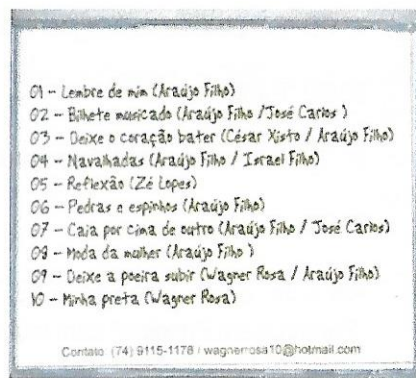 01 - Lembre de mim (Araújo Filho)
02 - Bilhete musicado (Araújo Filho /José Carlos )
03 - Deixe o coração bater (César Xisto / Araújo Filho)
04 - Navalhadas (Araújo Filho / Israel Filho)
05 - Reflexão (Zé Lopes)
06 - Pedras e espinhos (Araújo Filho)
07 - Caia por cima de outro (Araújo Filho / José Carlos)
08 - Moda da mulher (Araújo Filho )
09 - Deixe a poeira subir (Wagner Rosa / Araújo Filho)
10 - Minha preta (Wagner Rosa)
Contato: (74) 9115-1178 / wagnerrosa10@hotmail.com